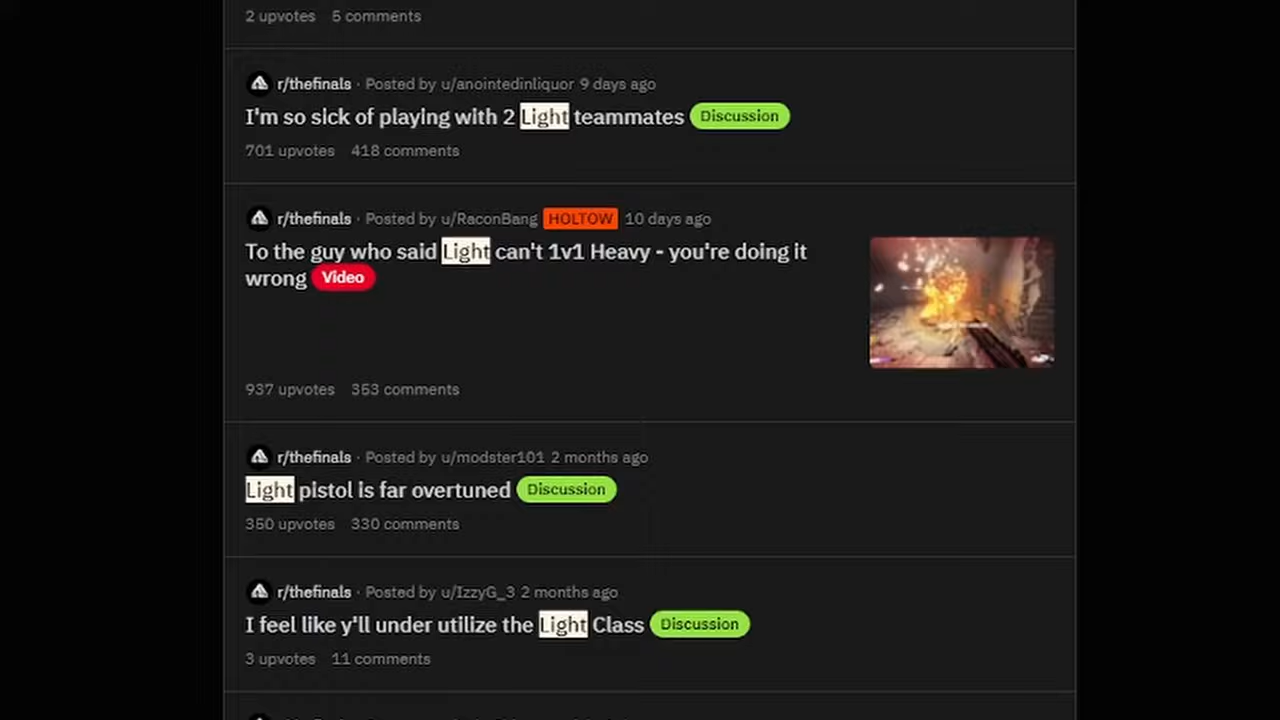 2 upvotes 5 comments
r/thefinals · Posted by u/anointedinliquor 9 days ago
I'm so sick of playing with 2 Light teammates Discussion
701 upvotes 418 comments
r/thefinals · Posted by u/RaconBang HOLTOW 10 days ago
To the guy who said Light can't 1v1 Heavy - you're doing it
wrong Video
937 upvotes 353 comments
r/thefinals · Posted by u/modster101 2 months ago
Light pistol is far overtuned Discussion
350 upvotes 330 comments
r/thefinals · Posted by u/IzzyG_3 2 months ago
I feel like y'll under utilize the Light Class Discussion
3 upvotes 11 comments